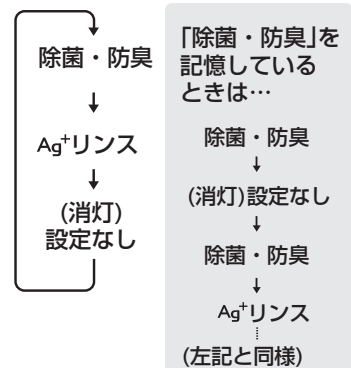 除菌・防臭
↓
Ag⁺リンス
↓
(消灯)
設定なし
「除菌・防臭」を
記憶している
ときは…
除菌・防臭
↓
(消灯)設定なし
↓
除菌・防臭
↓
Ag⁺リンス
(左記と同様)